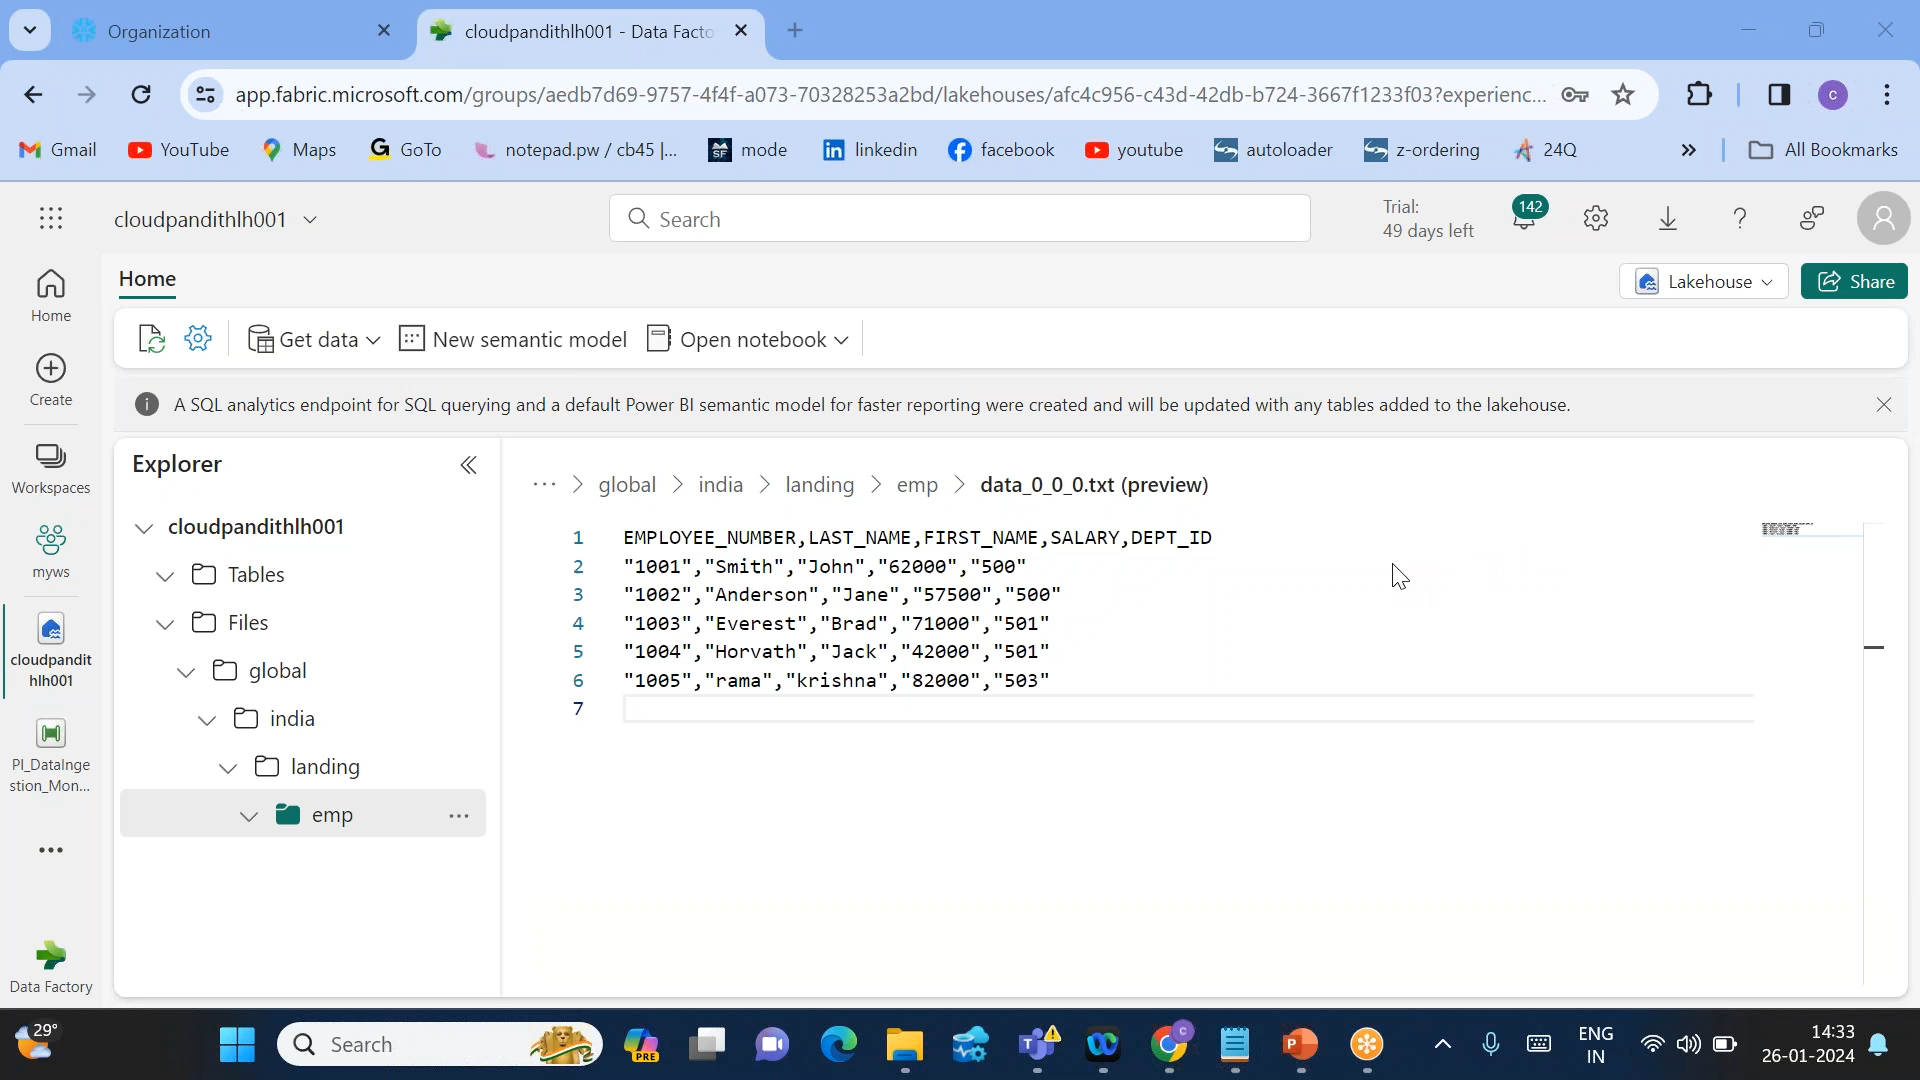 Organization
cloudpandithlh001 - Data Facto
app.fabric.microsoft.com/groups/aedb7d69-9757-4f4f-a073-70328253a2bd/lakehouses/afc4c956-c43d-42db-b724-3667f1233f03?experienc...
C
Gmail
YouTube
Maps
GoTo
notepad.pw / cb45 |...
mode
linkedin
facebook
youtube
autoloader
z-ordering
24Q
All Bookmarks
cloudpandithlh001
Search
Trial:
49 days left
142
Home
Lakehouse
Share
Get data
New semantic model
Open notebook
A SQL analytics endpoint for SQL querying and a default Power BI semantic model for faster reporting were created and will be updated with any tables added to the lakehouse.
Home
Create
Workspaces
myws
cloudpandit
hlh001
PI_DataInge
stion_Mon...
Data Factory
Explorer
cloudpandithlh001
Tables
Files
global
india
landing
emp
... > global > india > landing > emp > data_0_0_0.txt (preview)
1 EMPLOYEE_NUMBER,LAST_NAME,FIRST_NAME,SALARY,DEPT_ID
2 "1001","Smith","John","62000","500"
3 "1002","Anderson","Jane","57500","500"
4 "1003","Everest","Brad","71000","501"
5 "1004","Horvath","Jack","42000","501"
6 "1005","rama","krishna","82000","503"
7
29°
Search
PRE
C
ENG
IN
14:33
26-01-2024